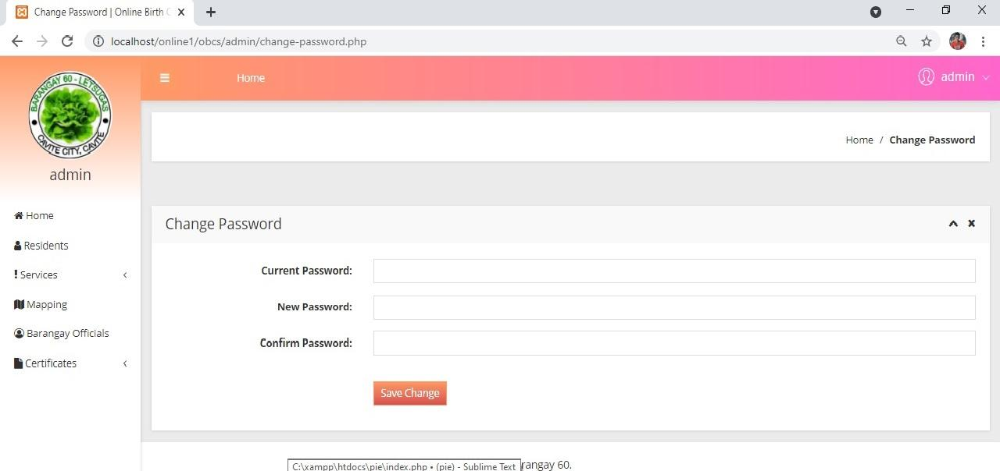 Change Password | Online Birth C
localhost/online1/obcs/admin/change-password.php
BARANGAY 60 - LETSUGAS
CAVITE CITY, CAVITE
admin
Home
Residents
Services
Mapping
Barangay Officials
Certificates
Home
admin
Home / Change Password
Change Password
Current Password:
New Password:
Confirm Password:
Save Change
C:\xampp\htdocs\pie\index.php • (pie) - Sublime Text
rangay 60.